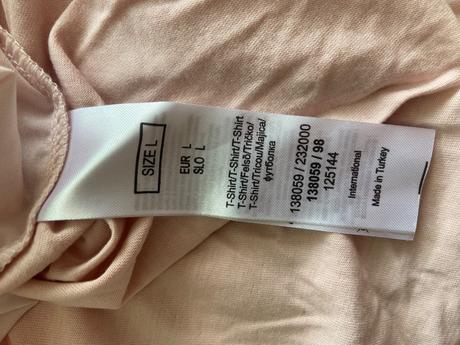 SIZE L
EUR L
SLO L
T-Shirt/T-Shirt/T-Shirt
T-Shirt/Felső/Tričko/
T-Shirt/Tricou/Majica/
футболка
138059 / 232000
138059 / 98
125144
International
Made in Turkey